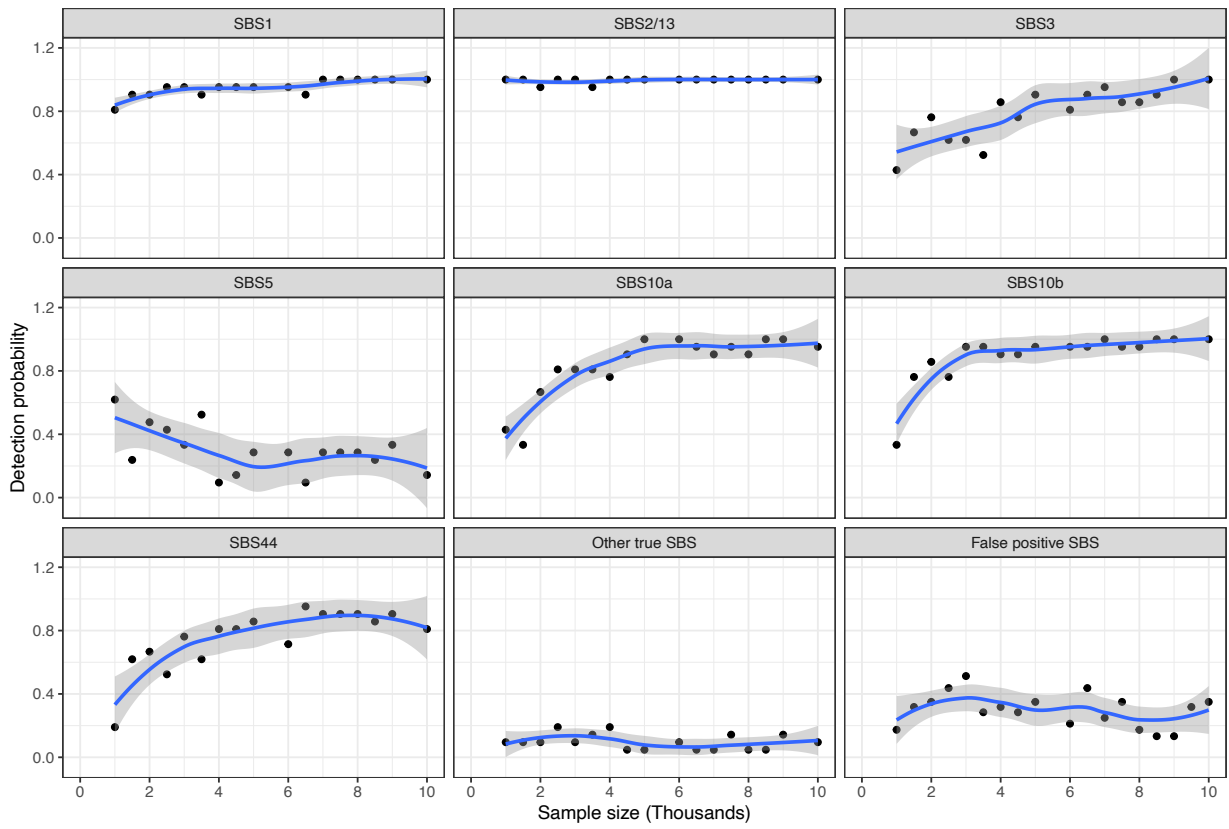 SBS1 SBS2/13 SBS3
1.2
0.8
0.4
0.0
SBS5 SBS10a SBS10b
1.2
0.8
0.4
0.0
SBS44 Other true SBS False positive SBS
1.2
0.8
0.4
0.0
0 2 4 6 8 10 0 2 4 6 8 10 0 2 4 6 8 10
Detection probability
Sample size (Thousands)